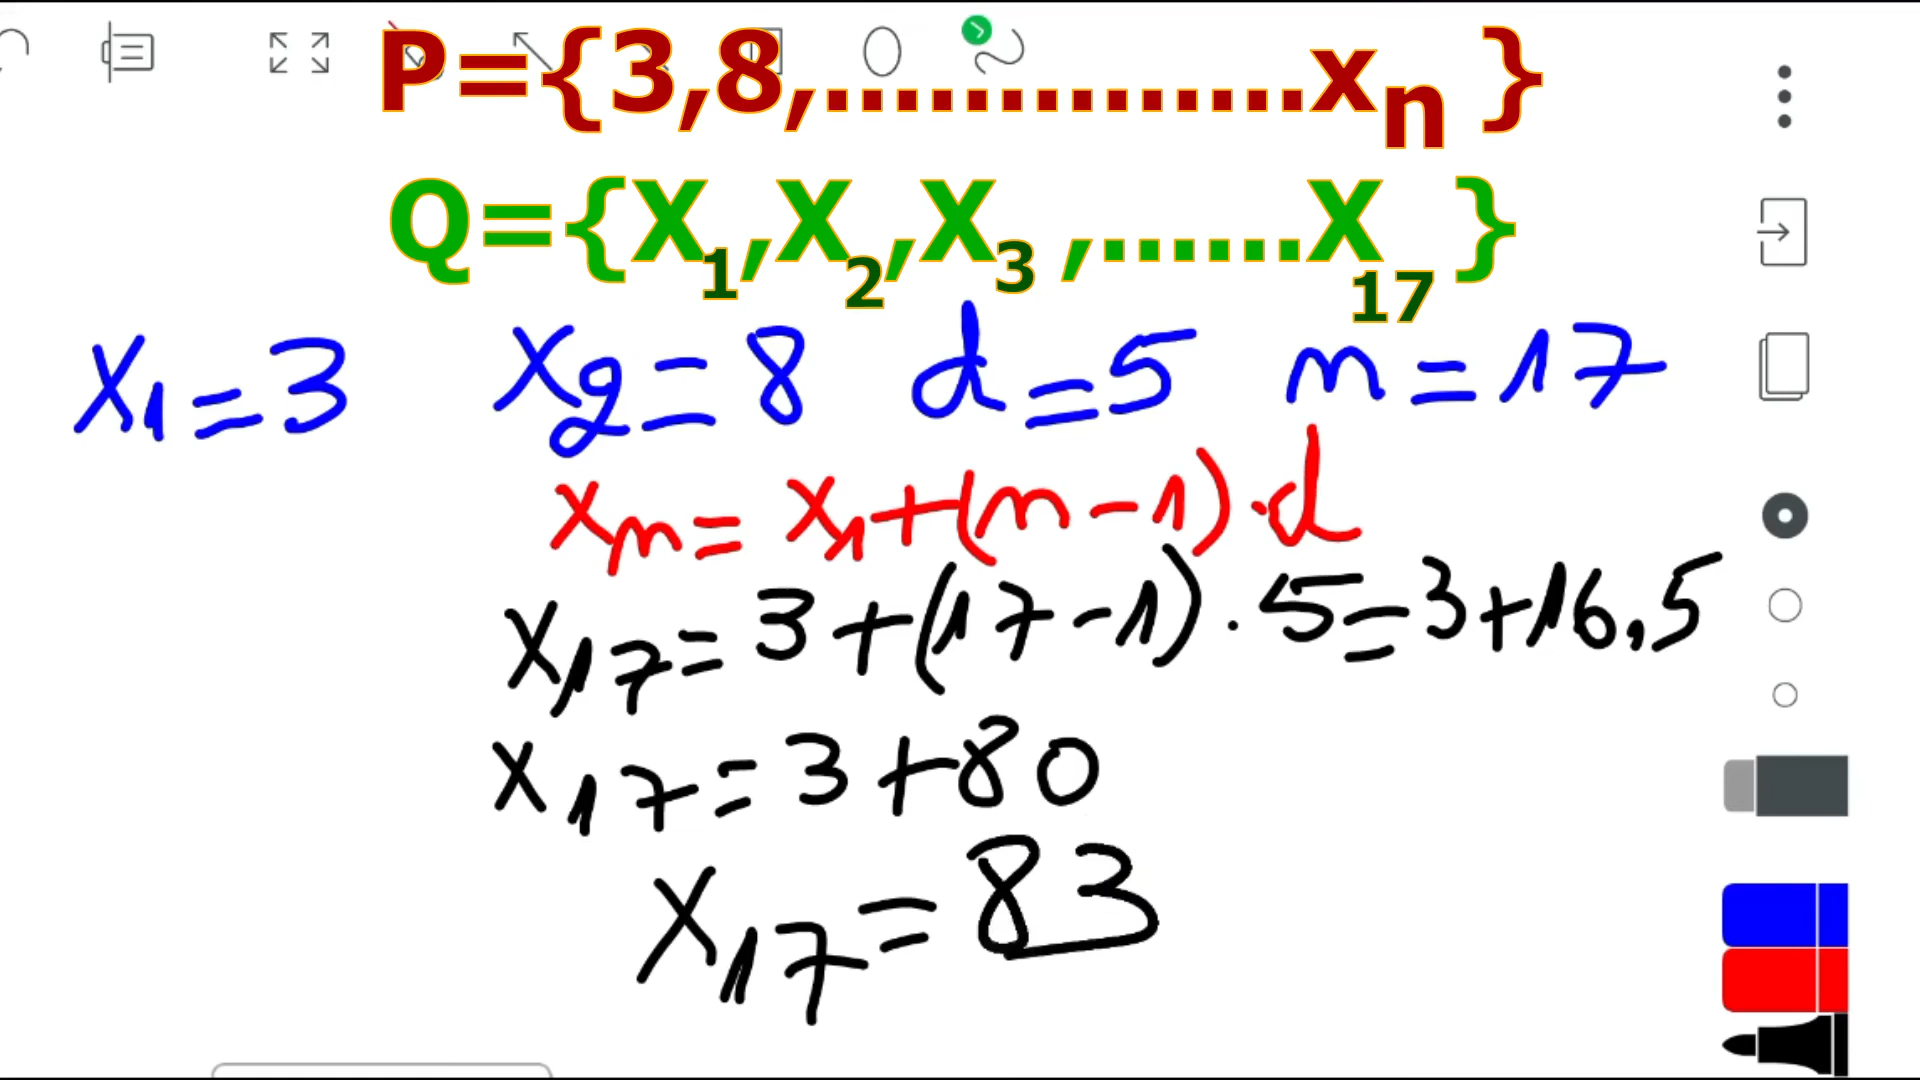 P={3,8,...............xn }
Q={X1,X2,X3 ,......X17 }
x1=3 x2=8 d=5 n=17
xn= x1+(n-1).d
x17=3+(17-1).5=3+16.5
x17=3+80
x17=83